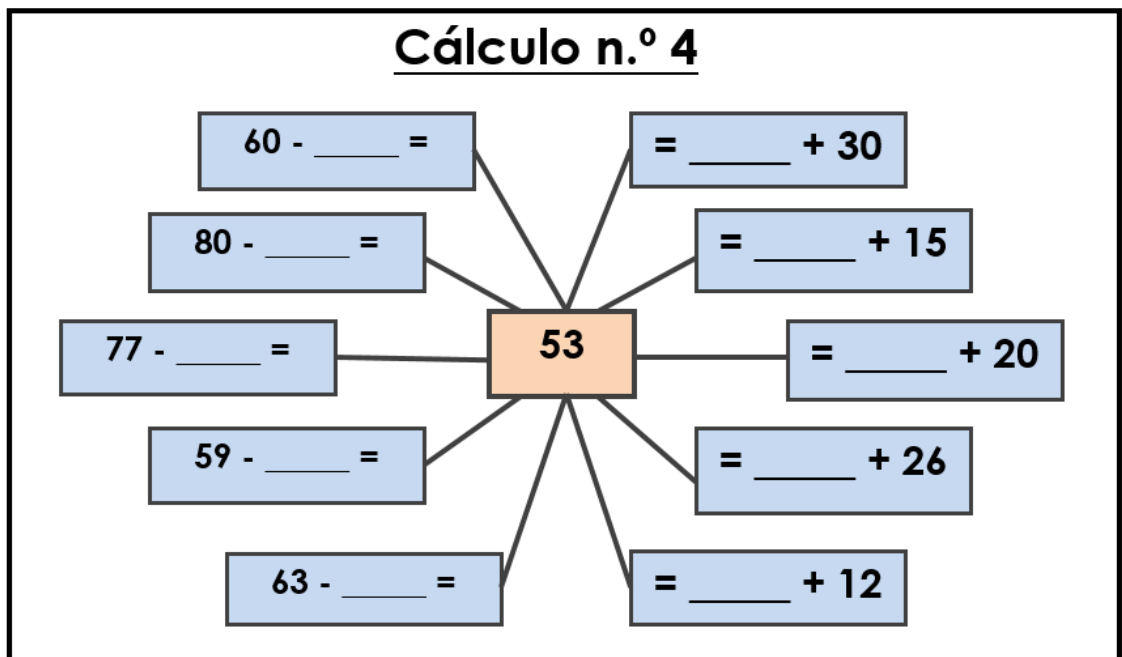 Cálculo n.º 4
60 - _____ =
= _____ + 30
80 - _____ =
= _____ + 15
77 - _____ =
53
= _____ + 20
59 - _____ =
= _____ + 26
63 - _____ =
= _____ + 12